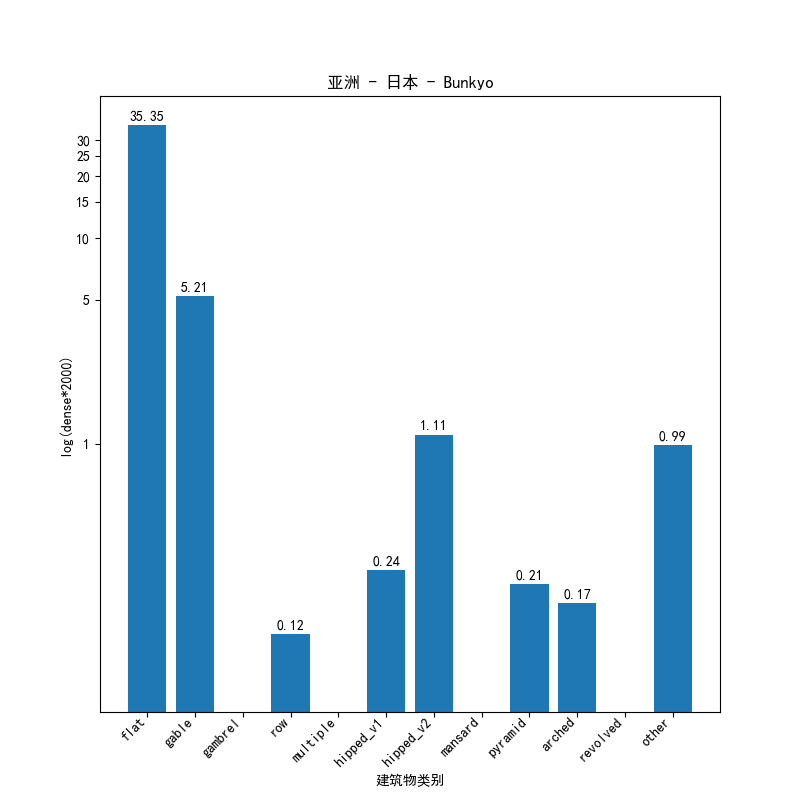 亚洲 - 日本 - Bunkyo
35.35
5.21
0.12
0.24
1.11
0.21
0.17
0.99
30
25
20
15
10
5
1
log(dense*2000)
flat
gable
gambrel
row
multiple
hipped_v1
hipped_v2
mansard
pyramid
arched
revolved
other
建筑物类别